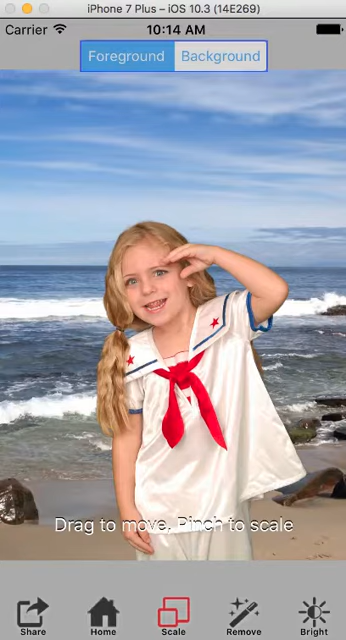 iPhone 7 Plus – iOS 10.3 (14E269)
Carrier 10:14 AM
Foreground Background
Drag to move, Pinch to scale
Share Home Scale Remove Bright